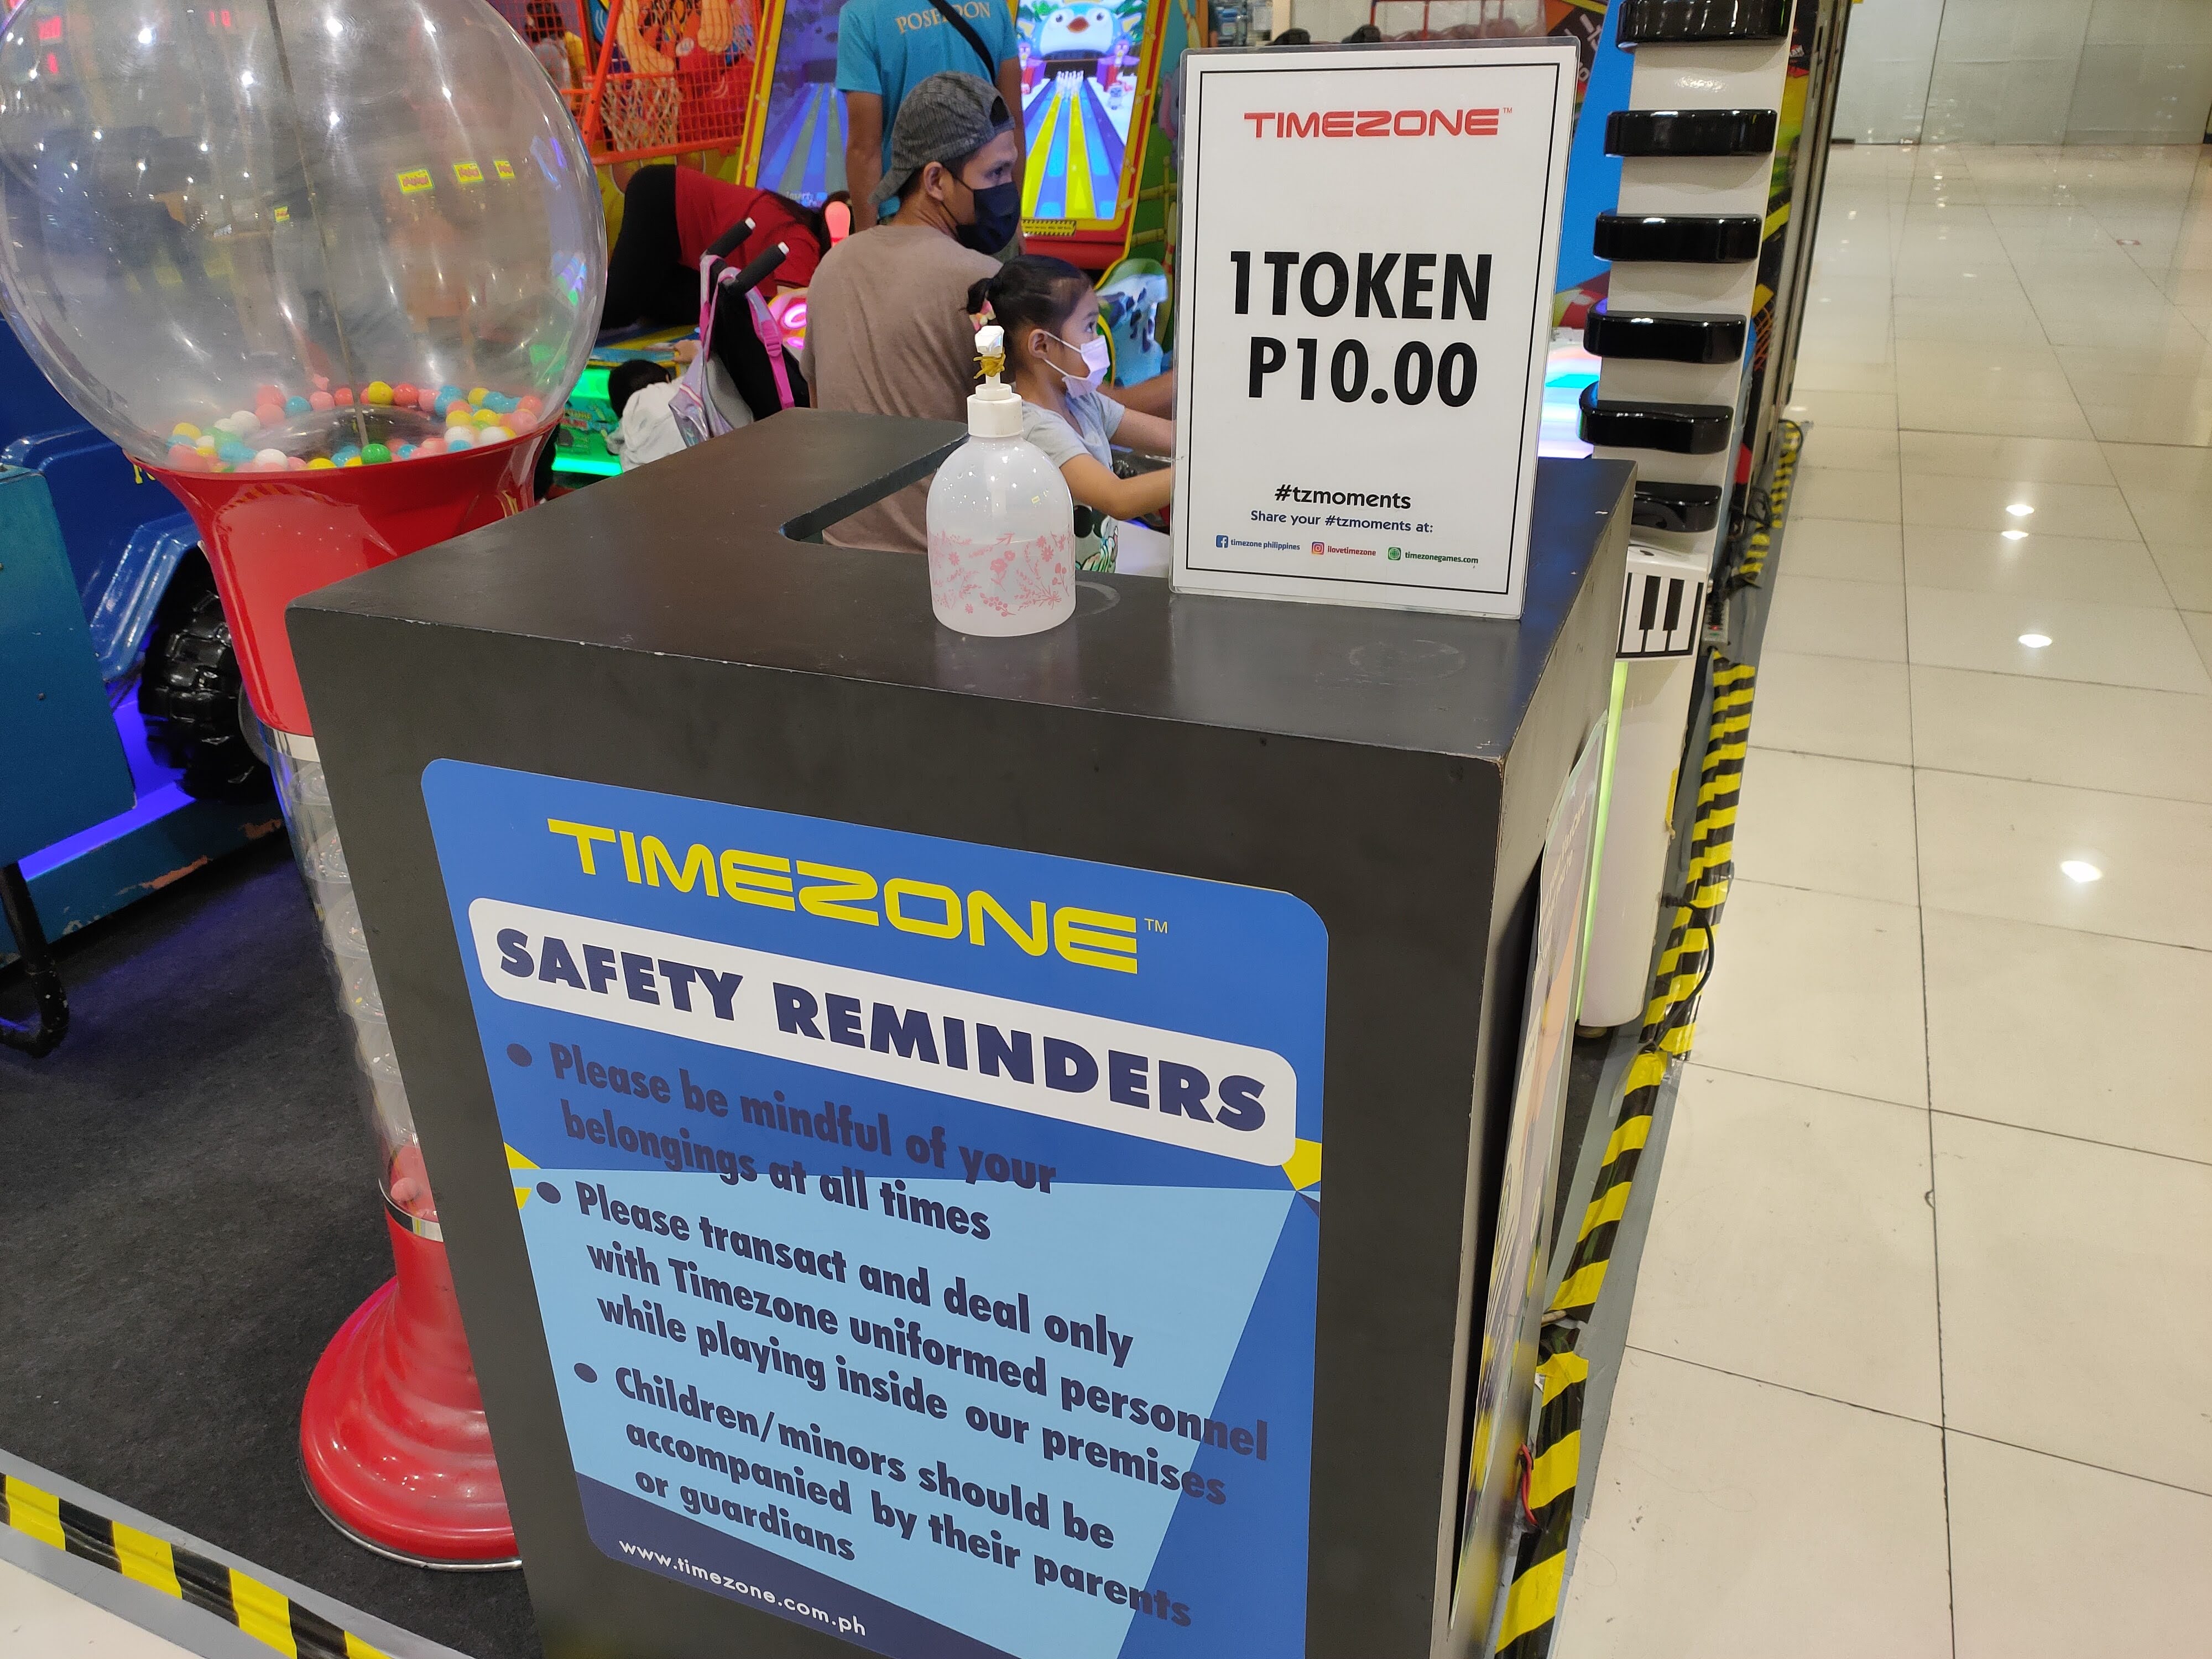 POSEIDON
TIMEZONE™
1TOKEN
P10.00
#tzmoments
Share your #tzmoments at:
timezone philippines ilovetimezone timezonegames.com
TIMEZONE™
SAFETY REMINDERS
• Please be mindful of your
belongings at all times
• Please transact and deal only
with Timezone uniformed personnel
while playing inside our premises
• Children/minors should be
accompanied by their parents
or guardians
www.timezone.com.ph